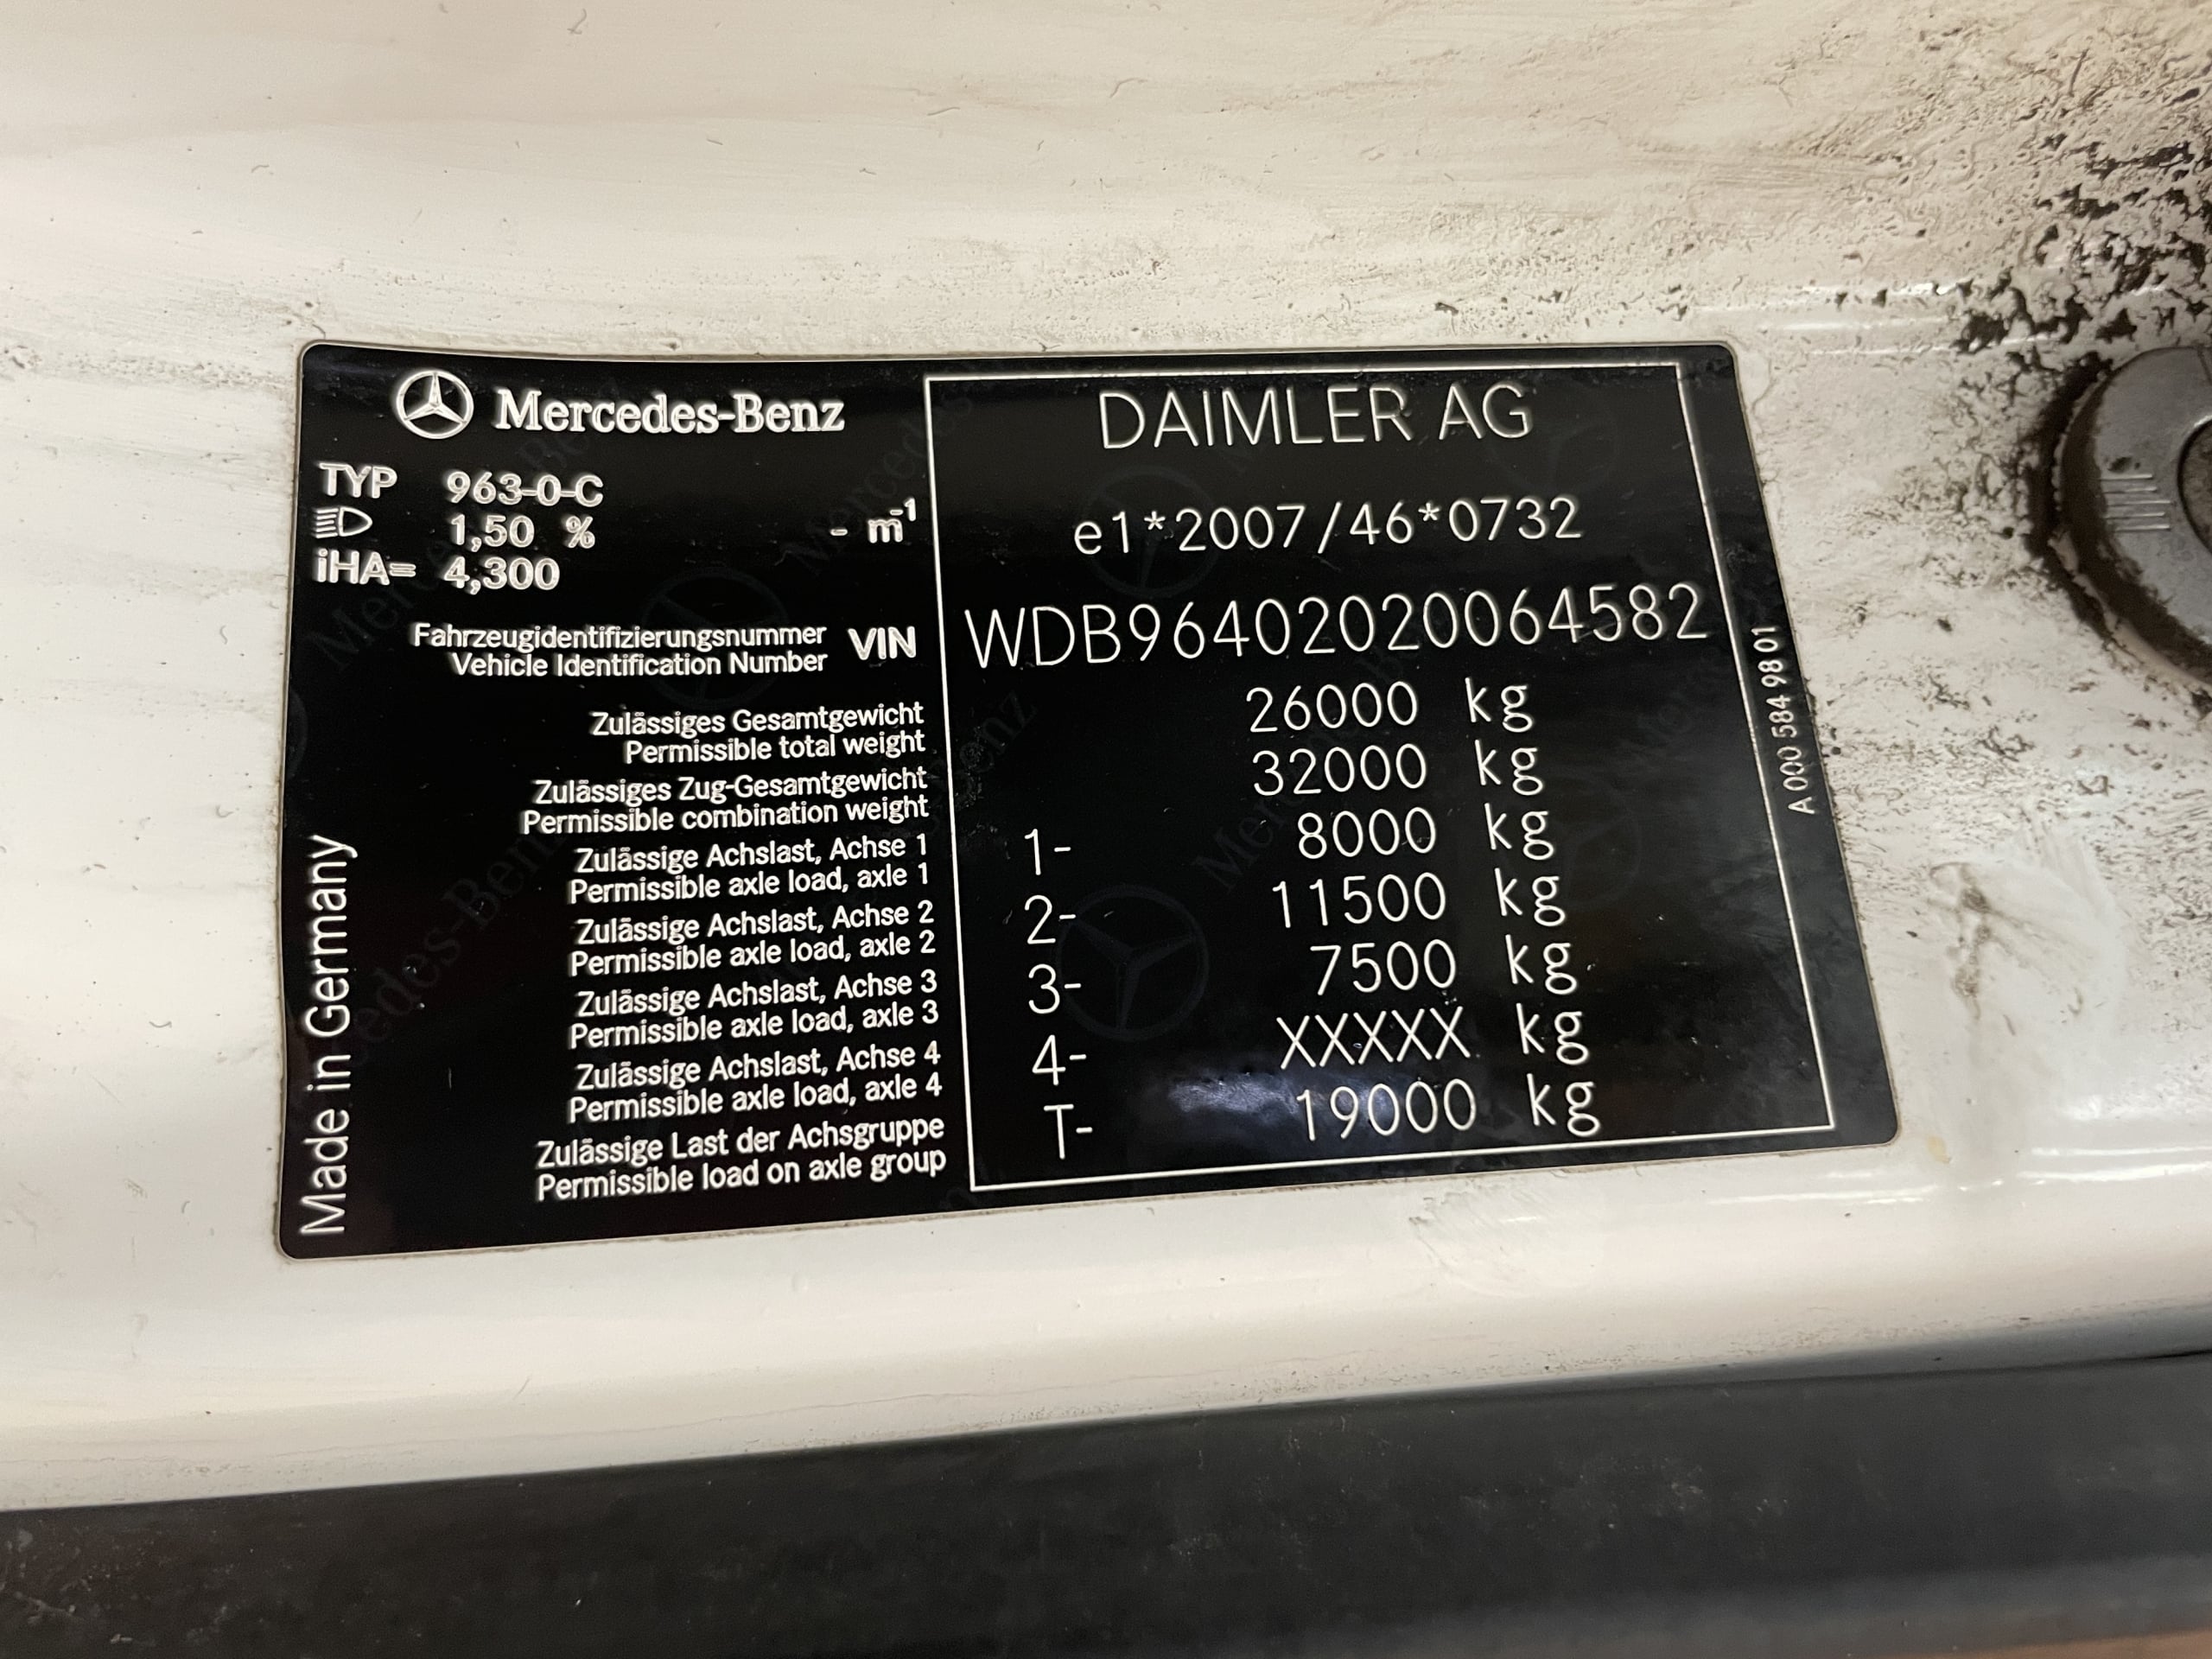 Mercedes-Benz
TYP 963-0-C
1,50 % - m-1
iHA= 4,300
DAIMLER AG
e1*2007/46*0732
Fahrzeugidentifizierungsnummer
Vehicle Identification Number
VIN WDB96402020064582
Zulässiges Gesamtgewicht
Permissible total weight
26000 kg
Zulässiges Zug-Gesamtgewicht
Permissible combination weight
32000 kg
Zulässige Achslast, Achse 1
Permissible axle load, axle 1
1- 8000 kg
Zulässige Achslast, Achse 2
Permissible axle load, axle 2
2- 11500 kg
Zulässige Achslast, Achse 3
Permissible axle load, axle 3
3- 7500 kg
Zulässige Achslast, Achse 4
Permissible axle load, axle 4
4- XXXXX kg
Zulässige Last der Achsgruppe
Permissible load on axle group
T- 19000 kg
Made in Germany
A 000 584 98 01